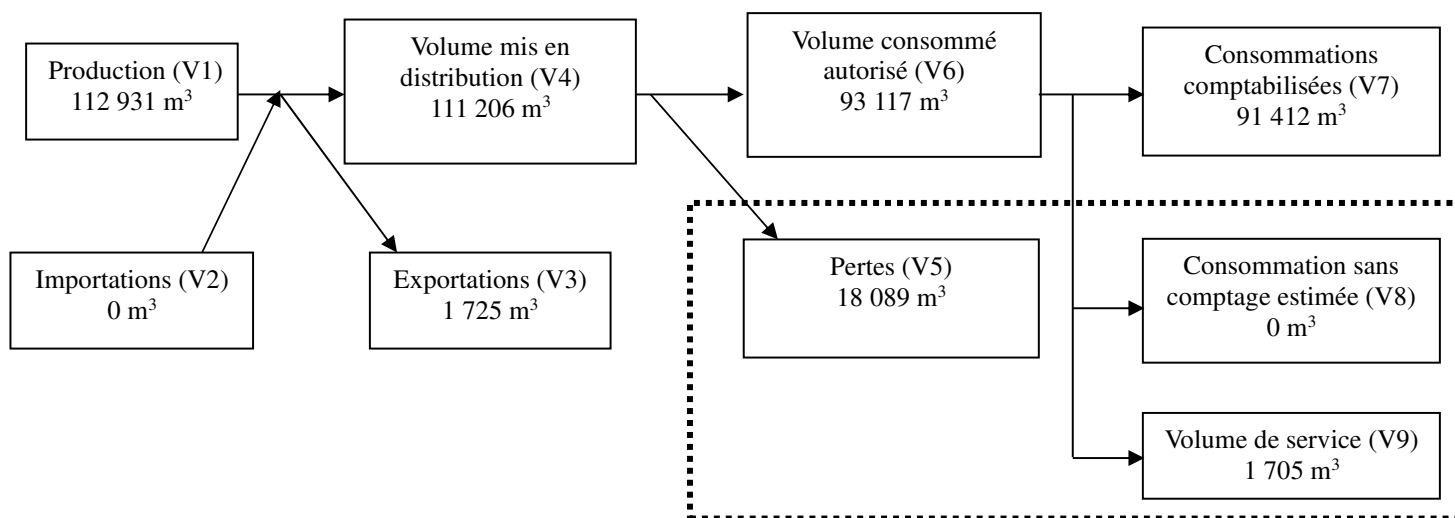 Production (V1)
112 931 m³
Volume mis en
distribution (V4)
111 206 m³
Volume consommé
autorisé (V6)
93 117 m³
Consommations
comptabilisées (V7)
91 412 m³
Importations (V2)
0 m³
Exportations (V3)
1 725 m³
Pertes (V5)
18 089 m³
Consommation sans
comptage estimée (V8)
0 m³
Volume de service (V9)
1 705 m³